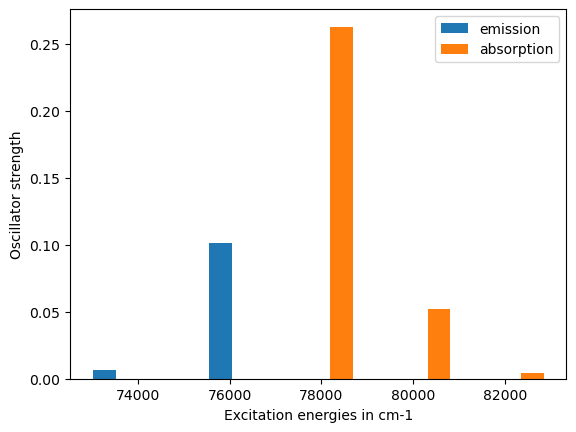 emission
absorption
Oscillator strength
0.25
0.20
0.15
0.10
0.05
0.00
74000 76000 78000 80000 82000
Excitation energies in cm-1